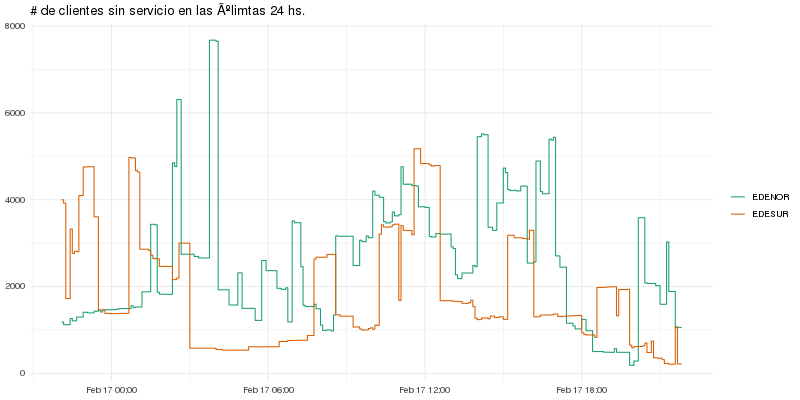 # de clientes sin servicio en las Ãºlimtas 24 hs.
8000
6000
4000
2000
0
Feb 17 00:00
Feb 17 06:00
Feb 17 12:00
Feb 17 18:00
EDENOR
EDESUR